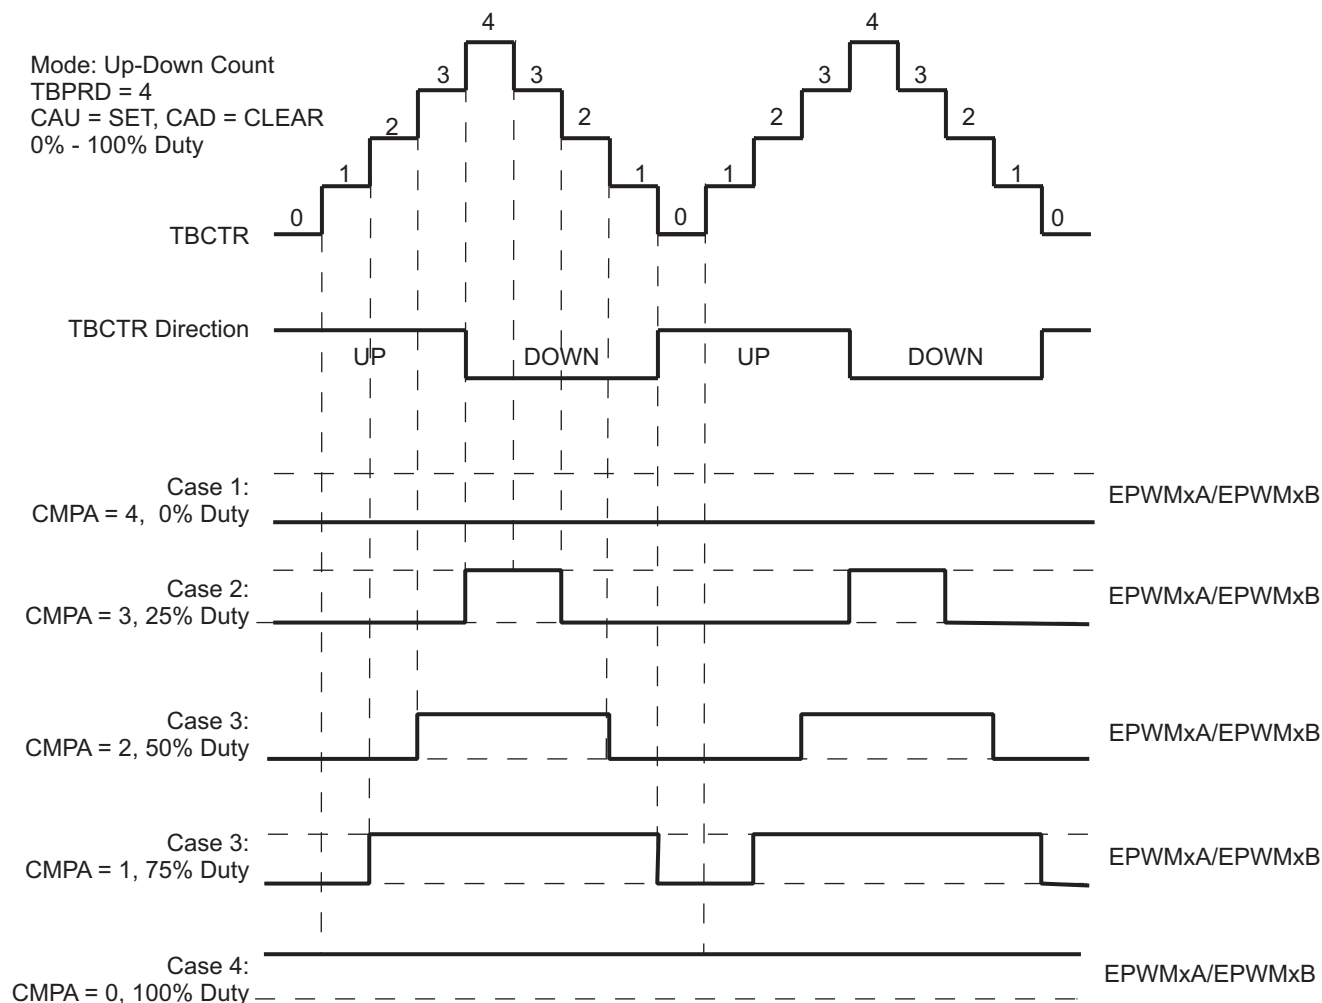 Mode: Up-Down Count
TBPRD = 4
CAU = SET, CAD = CLEAR
0% - 100% Duty
4
4
3
3
3
3
2
2
2
2
1
1
1
1
0
0
0
TBCTR
TBCTR Direction
UP
DOWN
UP
DOWN
Case 1:
CMPA = 4, 0% Duty
EPWMxA/EPWMxB
Case 2:
CMPA = 3, 25% Duty
EPWMxA/EPWMxB
Case 3:
CMPA = 2, 50% Duty
EPWMxA/EPWMxB
Case 3:
CMPA = 1, 75% Duty
EPWMxA/EPWMxB
Case 4:
CMPA = 0, 100% Duty
EPWMxA/EPWMxB